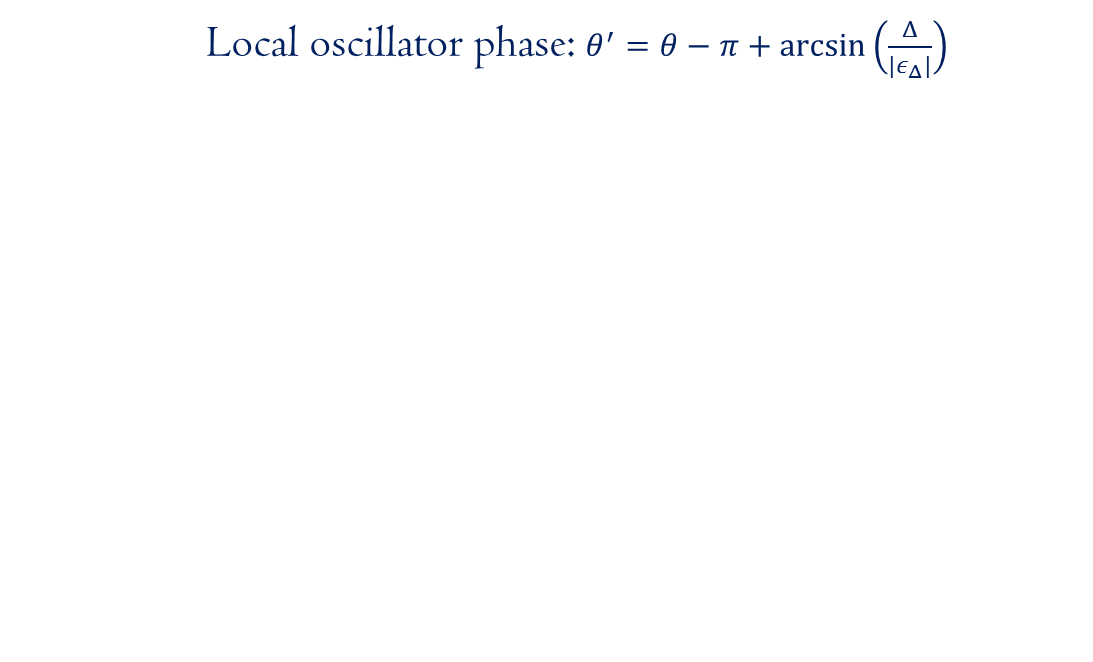 Local oscillator phase: θ′ = θ − π + arcsin(Δ/|ϵ_Δ|)